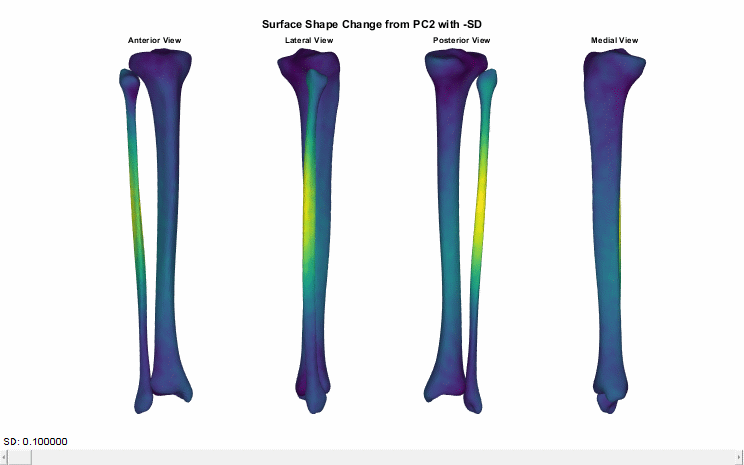 Surface Shape Change from PC2 with -SD
Anterior View
Lateral View
Posterior View
Medial View
SD: 0.100000